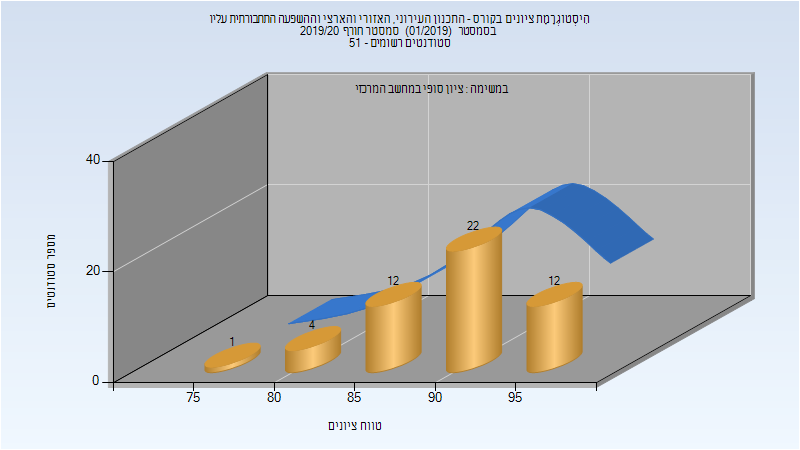 היסטוגרמת ציונים בקורס - התכנון העירוני, האזורי והארצי וההשפעה התחבורתית עליו
בסמסטר (01/2019) סמסטר חורף 2019/20
סטודנטים רשומים - 51
במשימה : ציון סופי במחשב המרכזי
מספר סטודנטים
40
20
0
1
4
12
22
12
75
80
85
90
95
טווח ציונים